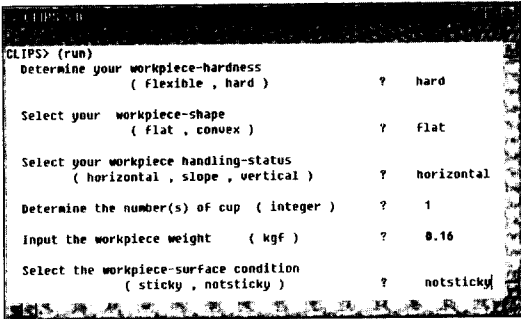 CLIPS> (run)
Determine your workpiece-hardness
( flexible , hard ) ? hard
Select your workpiece-shape
( flat , convex ) ? flat
Select your workpiece handling-status
( horizontal , slope , vertical ) ? horizontal
Determine the number(s) of cup ( integer ) ? 1
Input the workpiece weight ( kgf ) ? 0.16
Select the workpiece-surface condition
( sticky , notsticky ) ? notsticky